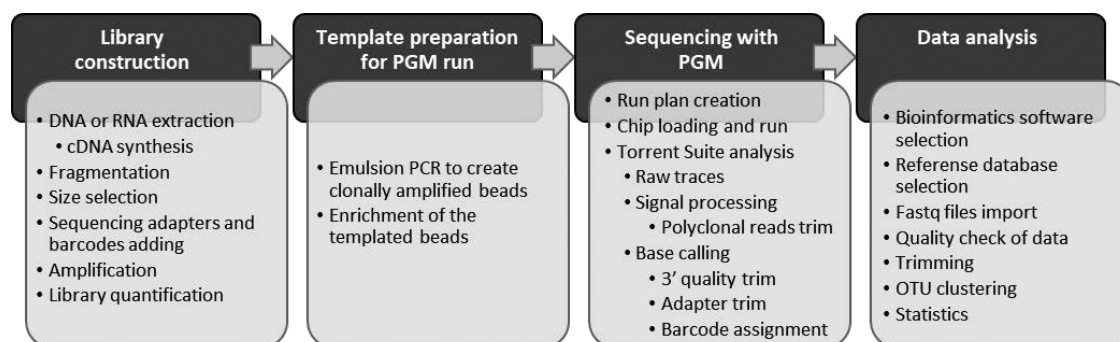 Library
construction
• DNA or RNA extraction
• cDNA synthesis
• Fragmentation
• Size selection
• Sequencing adapters and
barcodes adding
• Amplification
• Library quantification
Template preparation
for PGM run
• Emulsion PCR to create
clonally amplified beads
• Enrichment of the
templated beads
Sequencing with
PGM
• Run plan creation
• Chip loading and run
• Torrent Suite analysis
• Raw traces
• Signal processing
• Polyclonal reads trim
• Base calling
• 3’ quality trim
• Adapter trim
• Barcode assignment
Data analysis
• Bioinformatics software
selection
• Referense database
selection
• Fastq files import
• Quality check of data
• Trimming
• OTU clustering
• Statistics